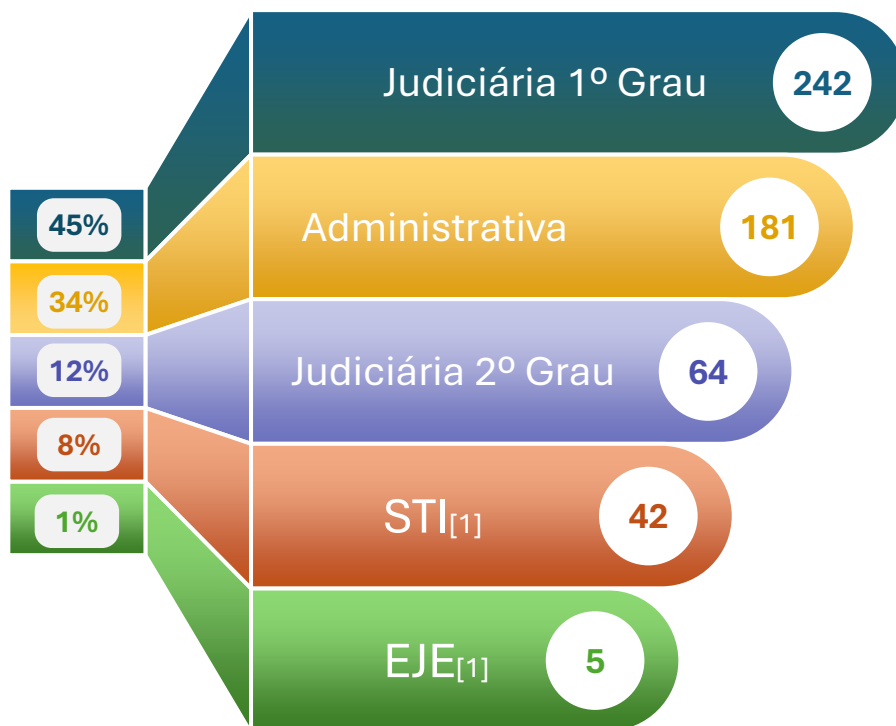 45%
Judiciária 1º Grau 242
34%
Administrativa 181
12%
Judiciária 2º Grau 64
8%
STI[1] 42
1%
EJE[1] 5